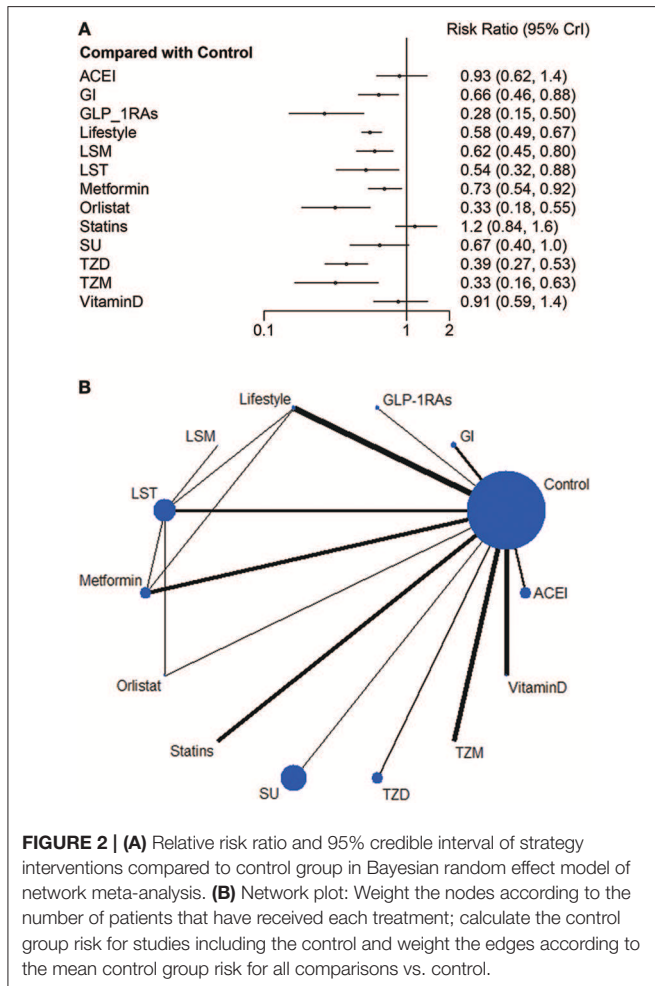 A
Risk Ratio (95% CrI)
Compared with Control
ACEI 0.93 (0.62, 1.4)
GI 0.66 (0.46, 0.88)
GLP_1RAs 0.28 (0.15, 0.50)
Lifestyle 0.58 (0.49, 0.67)
LSM 0.62 (0.45, 0.80)
LST 0.54 (0.32, 0.88)
Metformin 0.73 (0.54, 0.92)
Orlistat 0.33 (0.18, 0.55)
Statins 1.2 (0.84, 1.6)
SU 0.67 (0.40, 1.0)
TZD 0.39 (0.27, 0.53)
TZM 0.33 (0.16, 0.63)
VitaminD 0.91 (0.59, 1.4)
0.1 1 2
B
Lifestyle
GLP-1RAs
LSM
GI
LST
Control
Metformin
ACEI
Orlistat
VitaminD
Statins
TZM
SU
TZD
FIGURE 2 | (A) Relative risk ratio and 95% credible interval of strategy
interventions compared to control group in Bayesian random effect model of
network meta-analysis. (B) Network plot: Weight the nodes according to the
number of patients that have received each treatment; calculate the control
group risk for studies including the control and weight the edges according to
the mean control group risk for all comparisons vs. control.